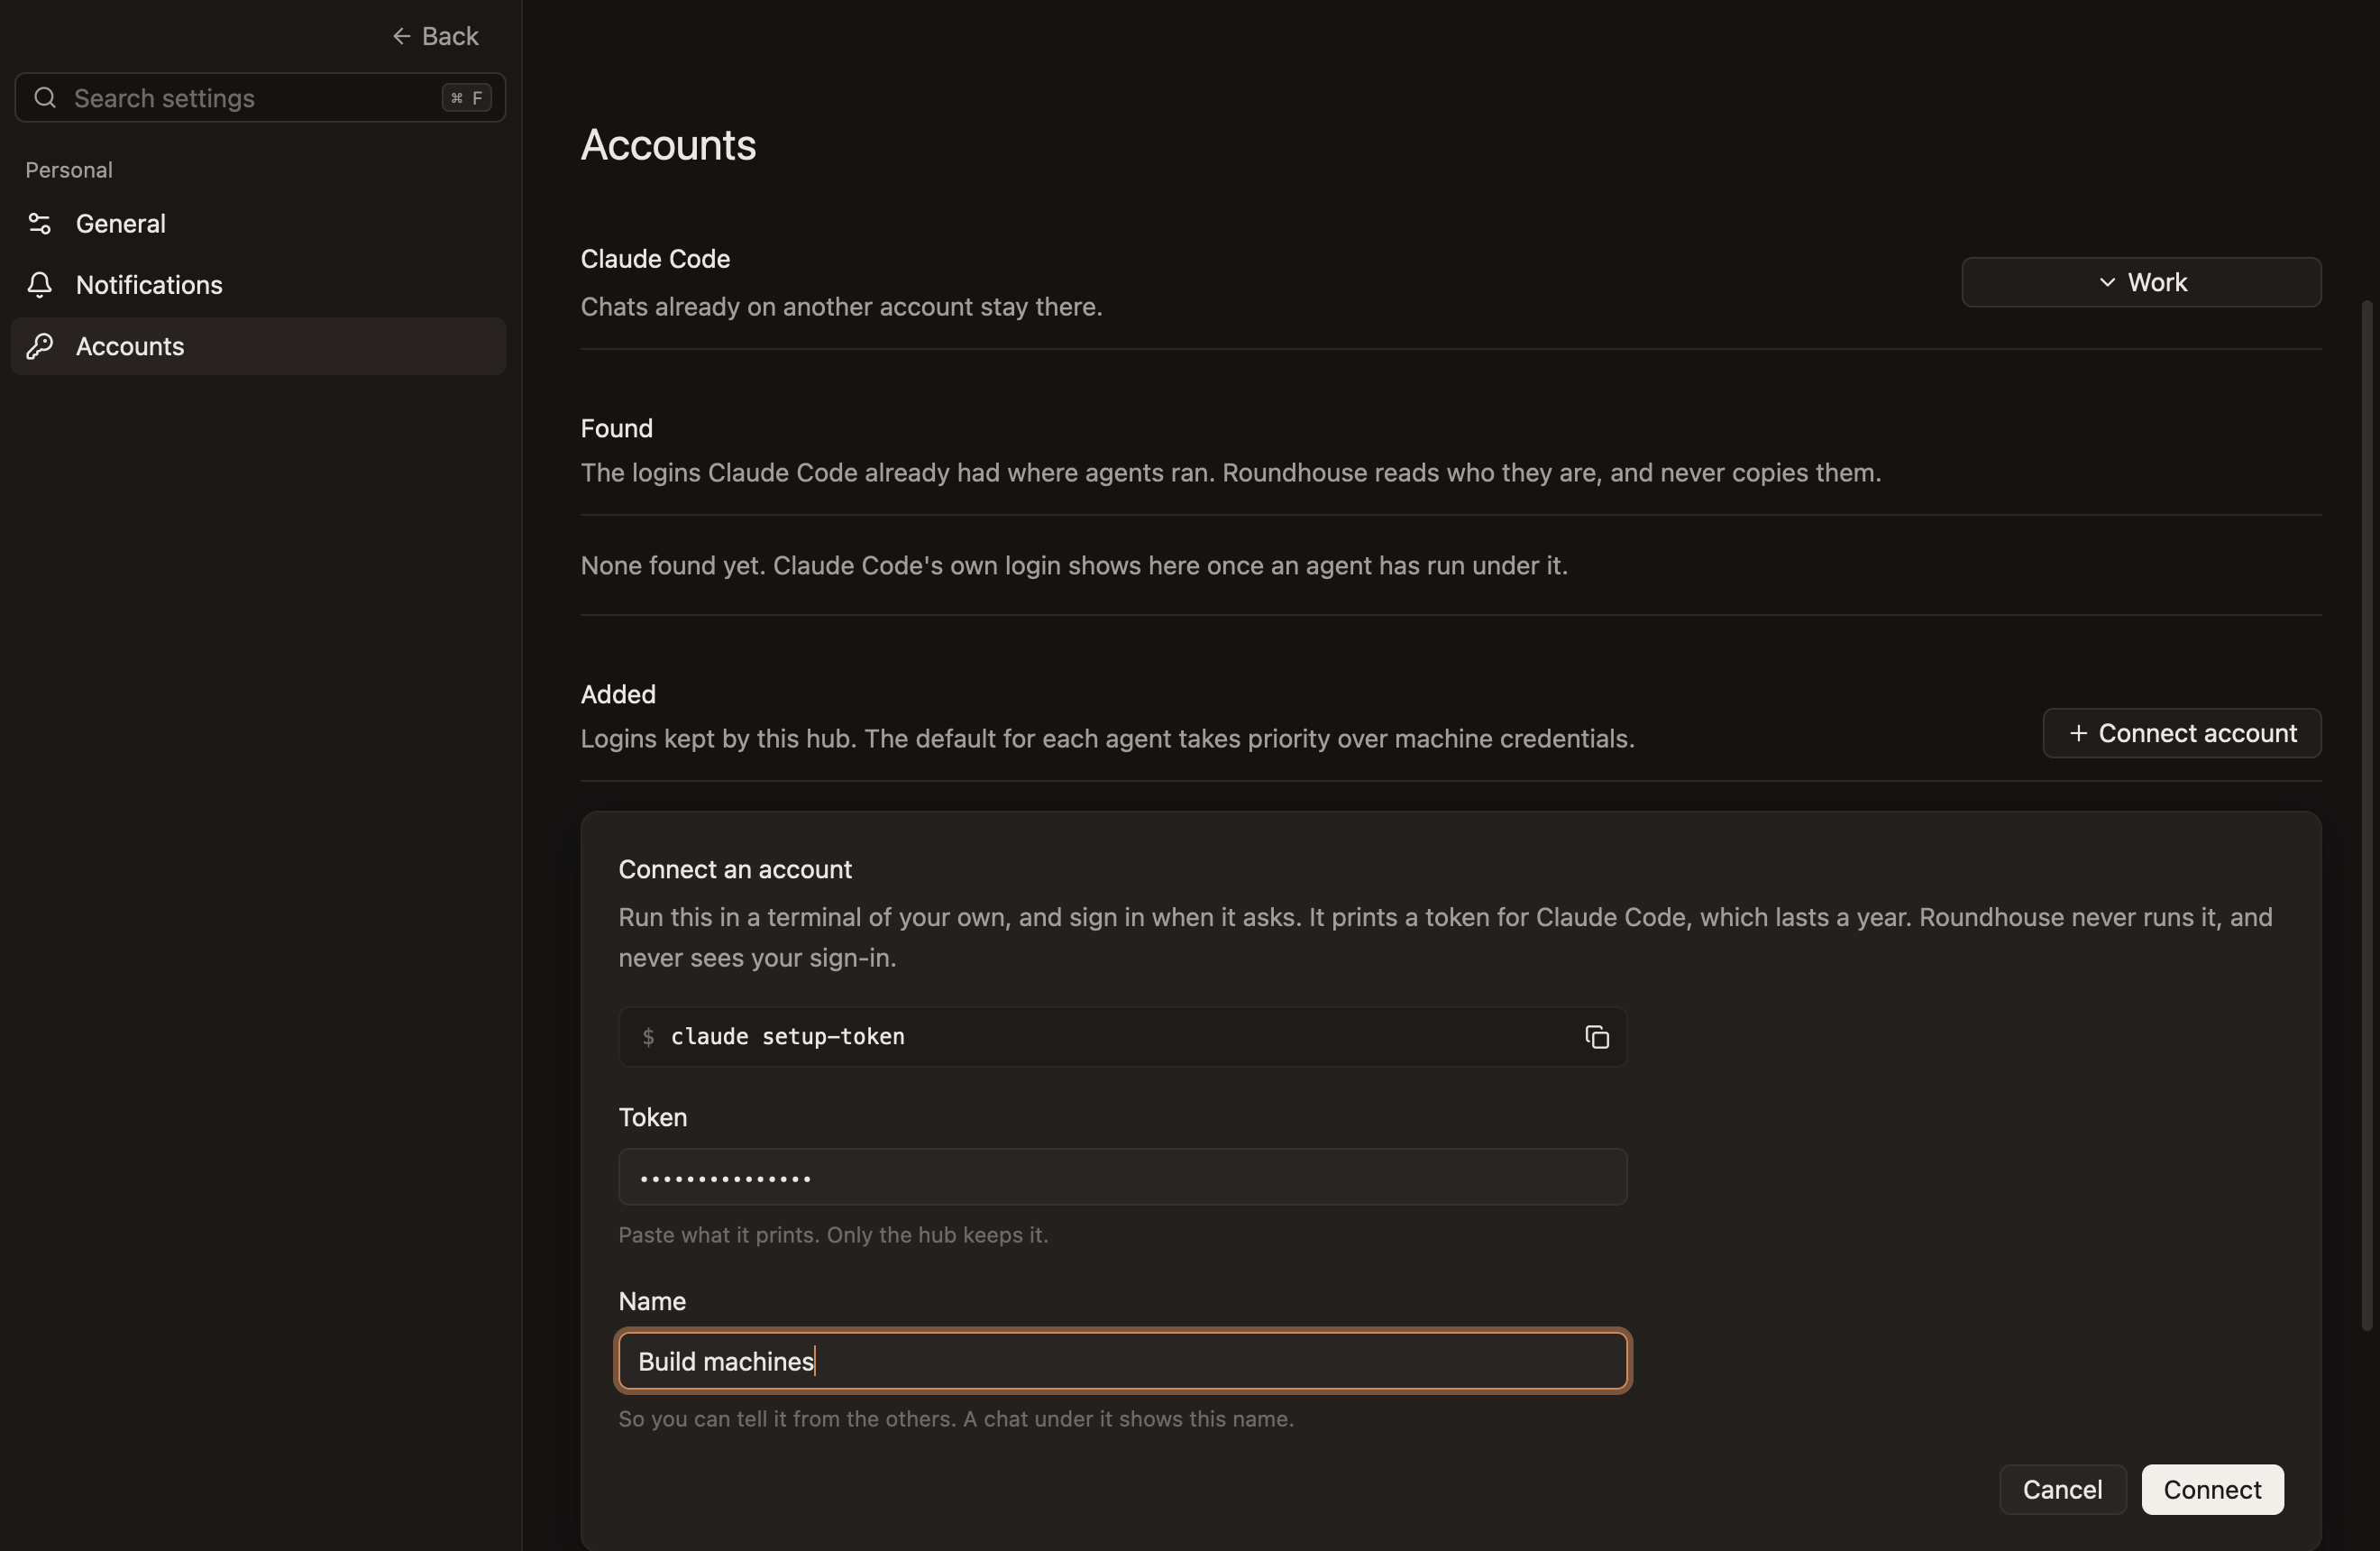 Back
Search settings
⌘ F
Personal
General
Notifications
Accounts
Accounts
Claude Code
Chats already on another account stay there.
Work
Found
The logins Claude Code already had where agents ran. Roundhouse reads who they are, and never copies them.
None found yet. Claude Code's own login shows here once an agent has run under it.
Added
Logins kept by this hub. The default for each agent takes priority over machine credentials.
+ Connect account
Connect an account
Run this in a terminal of your own, and sign in when it asks. It prints a token for Claude Code, which lasts a year. Roundhouse never runs it, and
never sees your sign-in.
$ claude setup-token
Token
•••••••••••••••
Paste what it prints. Only the hub keeps it.
Name
Build machines
So you can tell it from the others. A chat under it shows this name.
Cancel
Connect